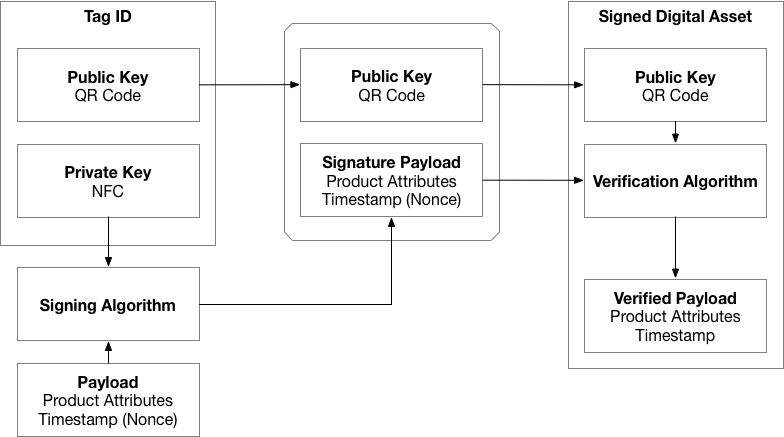 Tag ID
Public Key
QR Code
Private Key
NFC
Signing Algorithm
Payload
Product Attributes
Timestamp (Nonce)
Public Key
QR Code
Signature Payload
Product Attributes
Timestamp (Nonce)
Signed Digital Asset
Public Key
QR Code
Verification Algorithm
Verified Payload
Product Attributes
Timestamp